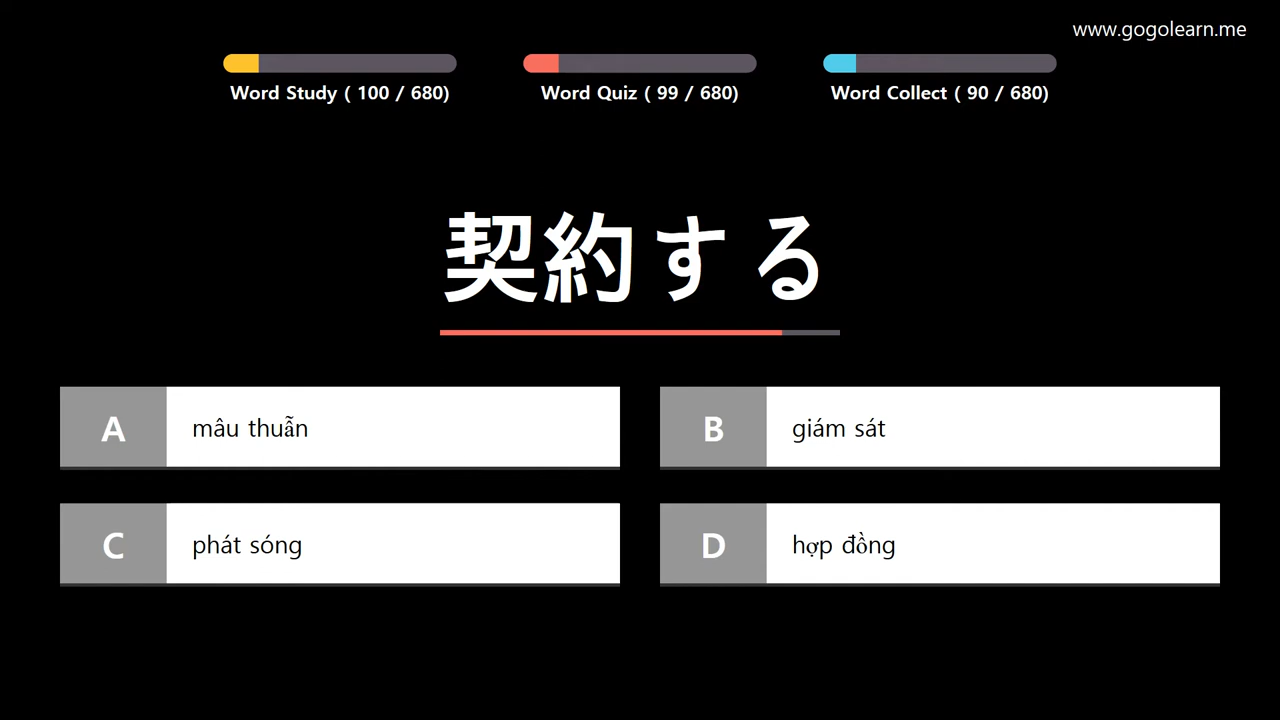 www.gogolearn.me
Word Study ( 100 / 680)
Word Quiz ( 99 / 680)
Word Collect ( 90 / 680)
契約する
A mâu thuẫn
B giám sát
C phát sóng
D hợp đồng